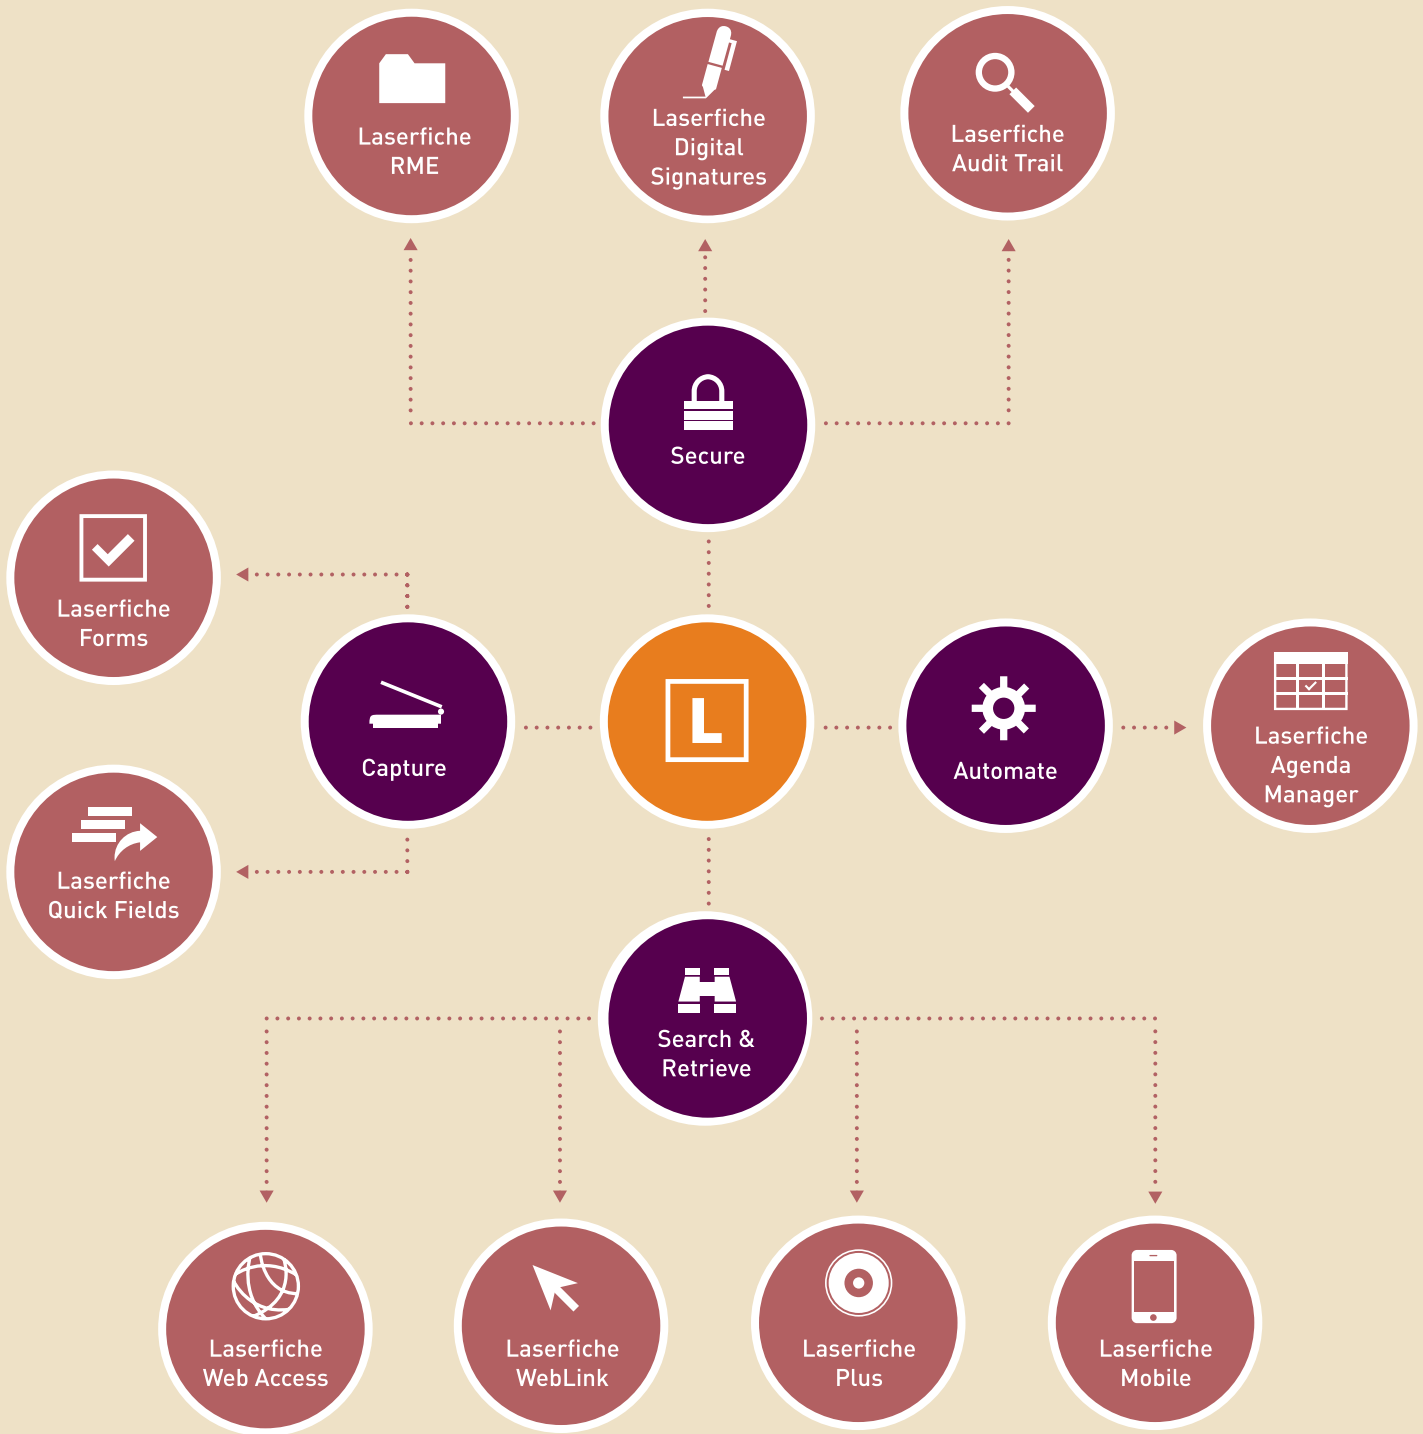 Laserfiche
RME
Laserfiche
Digital
Signatures
Laserfiche
Audit Trail
Secure
Laserfiche
Forms
Capture
L
Automate
Laserfiche
Agenda
Manager
Laserfiche
Quick Fields
Search &
Retrieve
Laserfiche
Web Access
Laserfiche
WebLink
Laserfiche
Plus
Laserfiche
Mobile